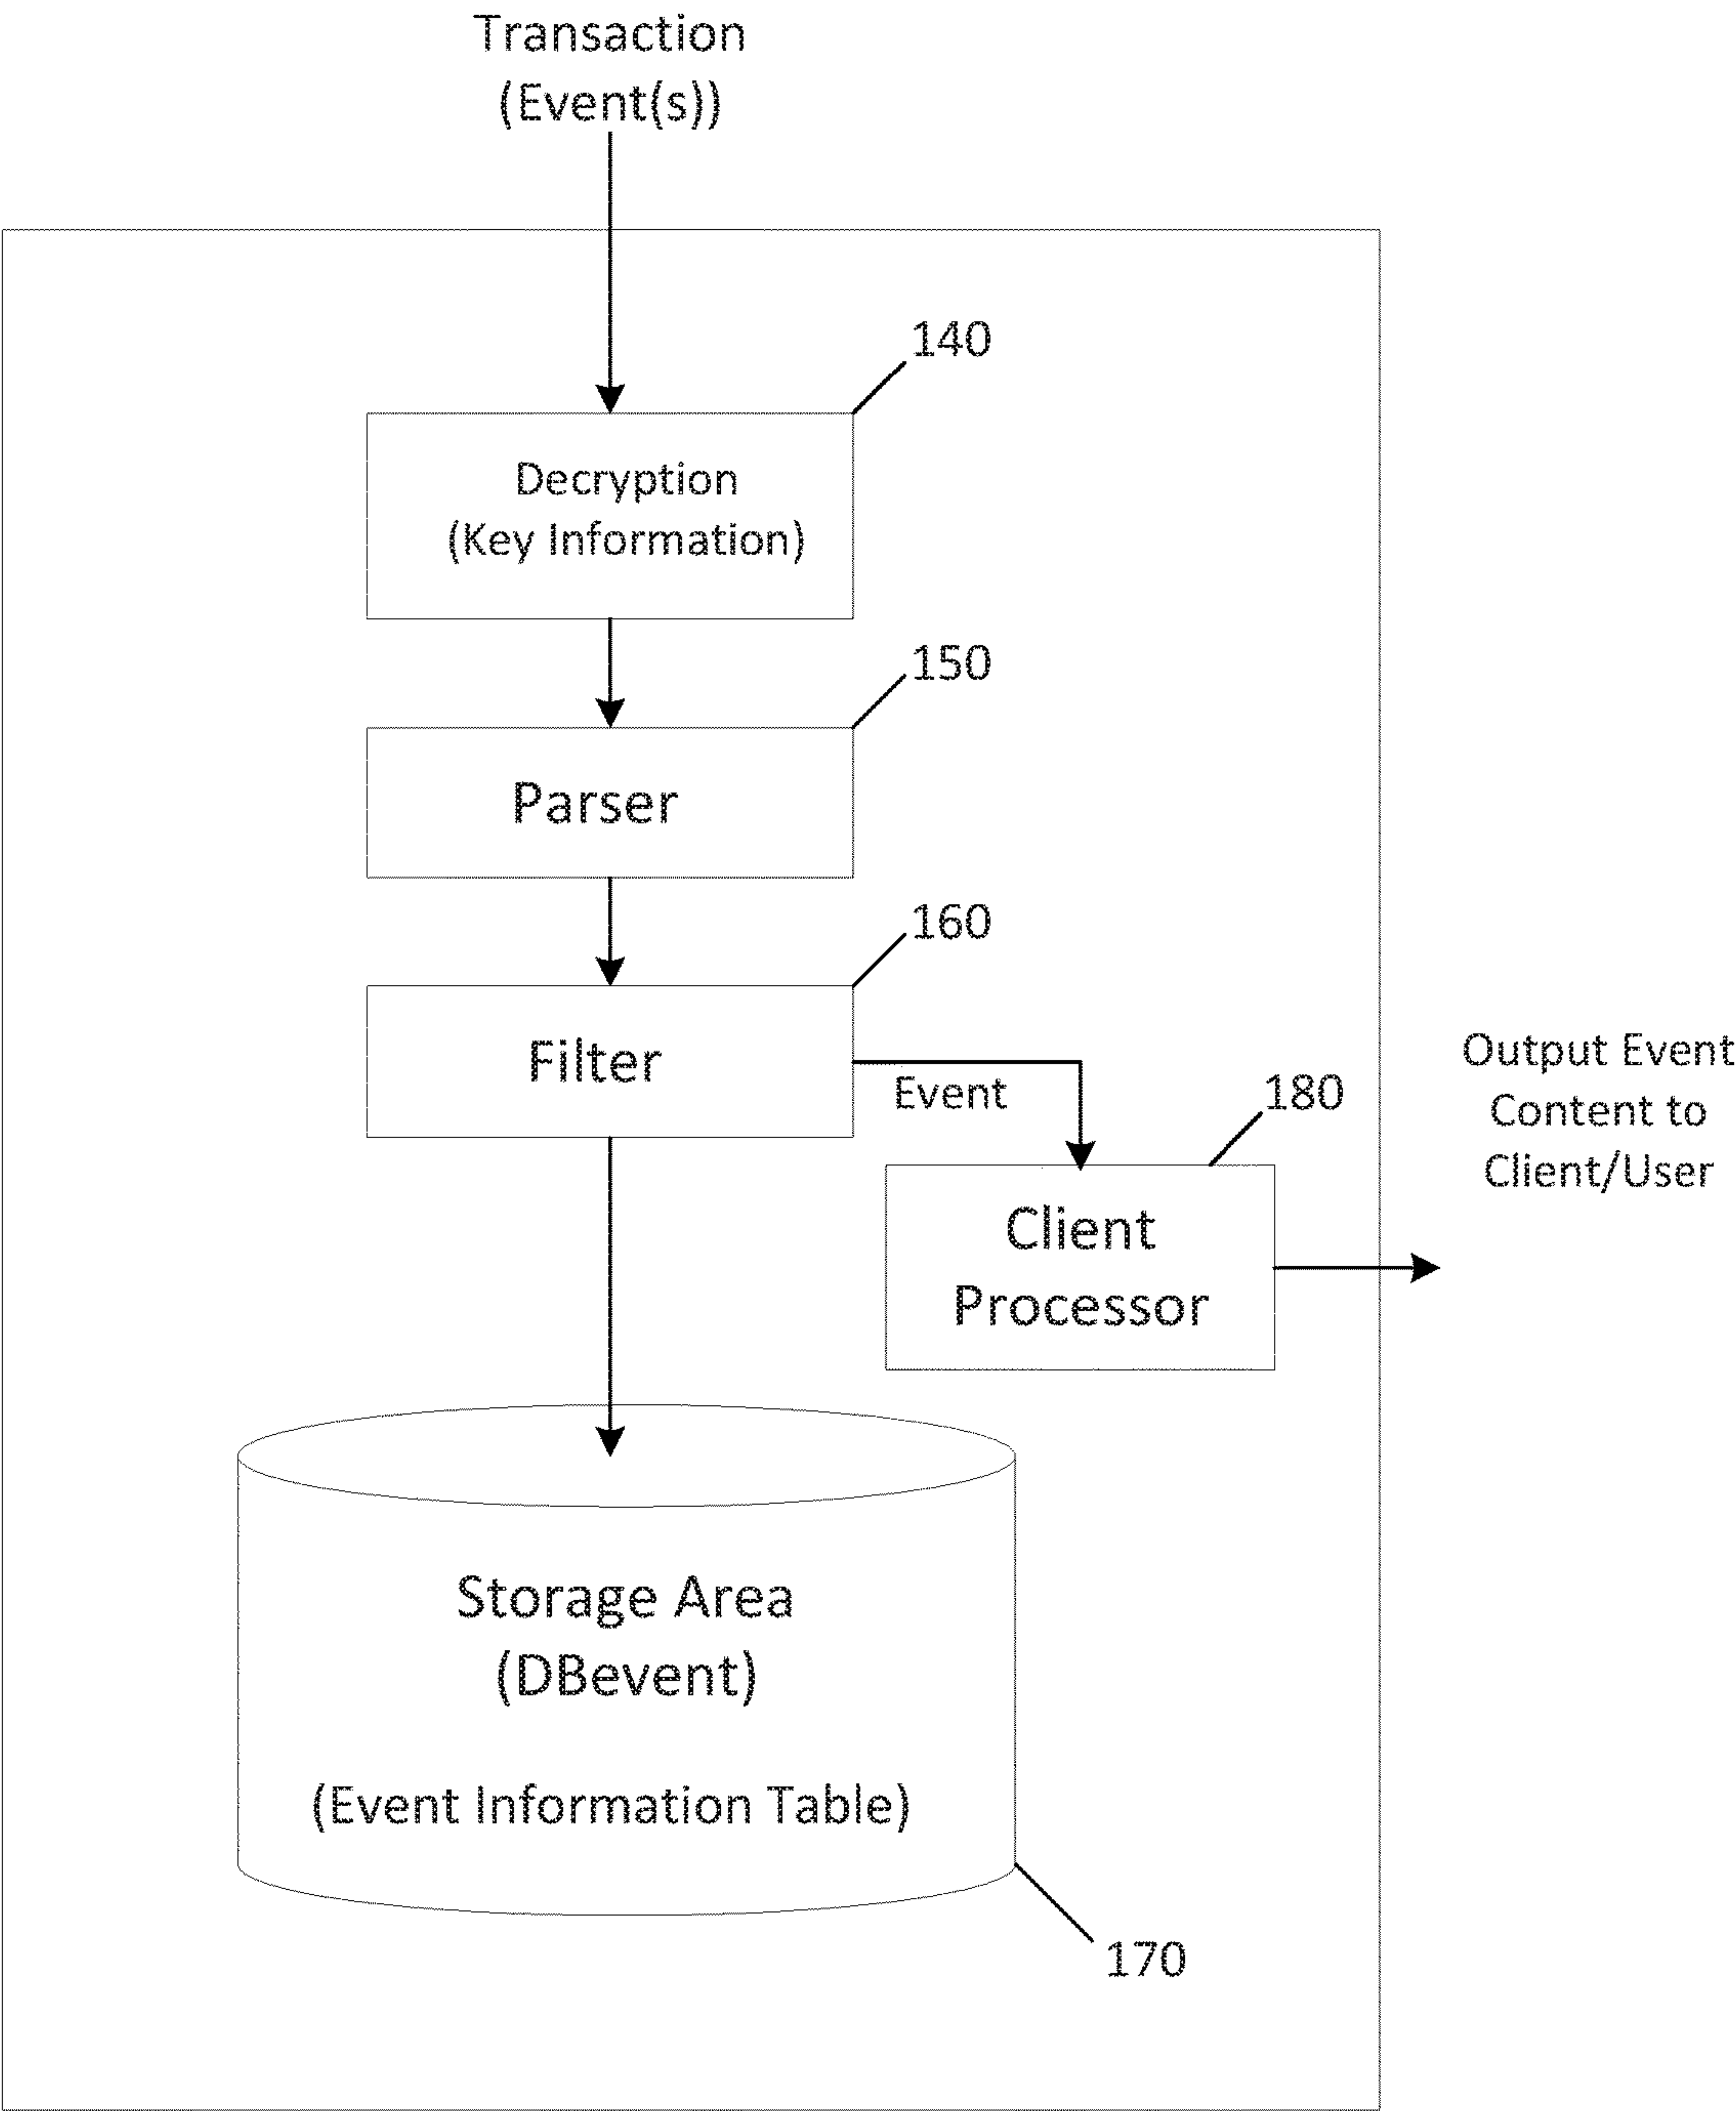 Transaction
(Event(s))
140
Decryption
(Key Information)
150
Parser
160
Filter
Event
180
Output Event
Content to
Client/User
Client
Processor
Storage Area
(DBevent)
(Event Information Table)
170